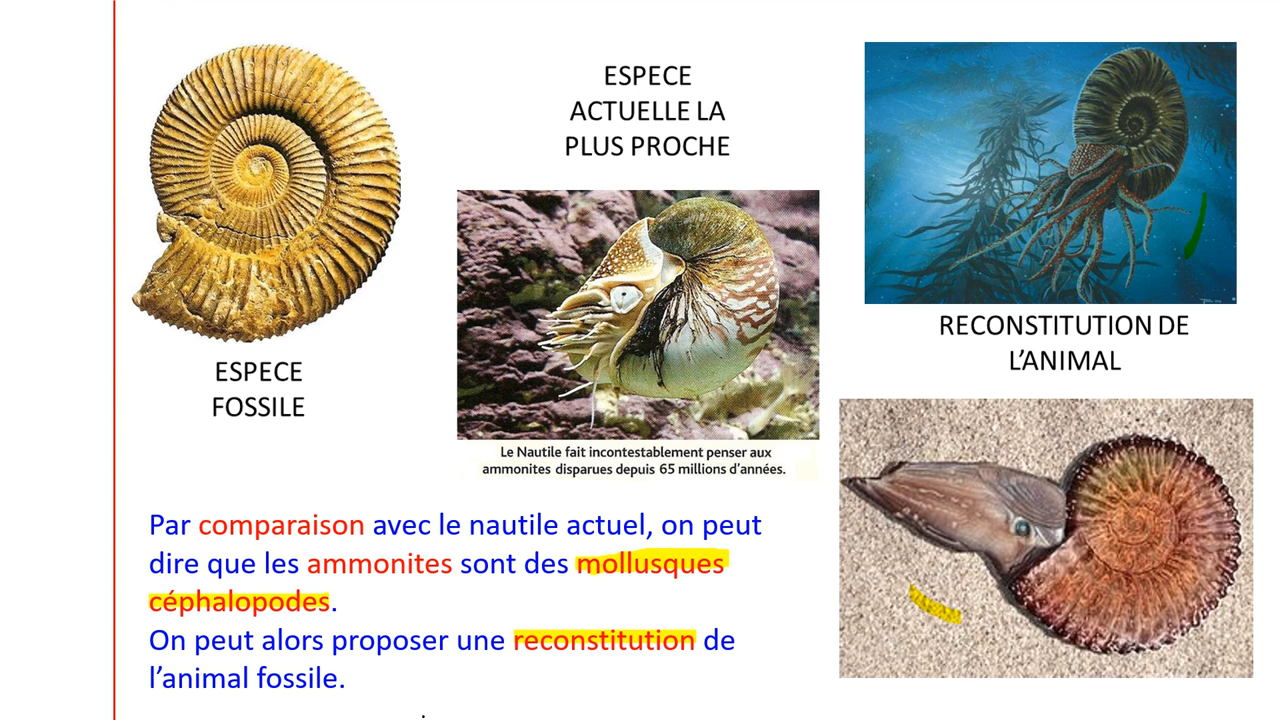 ESPECE
FOSSILE
ESPECE
ACTUELLE LA
PLUS PROCHE
Le Nautile fait incontestablement penser aux
ammonites disparues depuis 65 millions d'années.
RECONSTITUTION DE
L’ANIMAL
Par comparaison avec le nautile actuel, on peut
dire que les ammonites sont des mollusques
céphalopodes.
On peut alors proposer une reconstitution de
l’animal fossile.